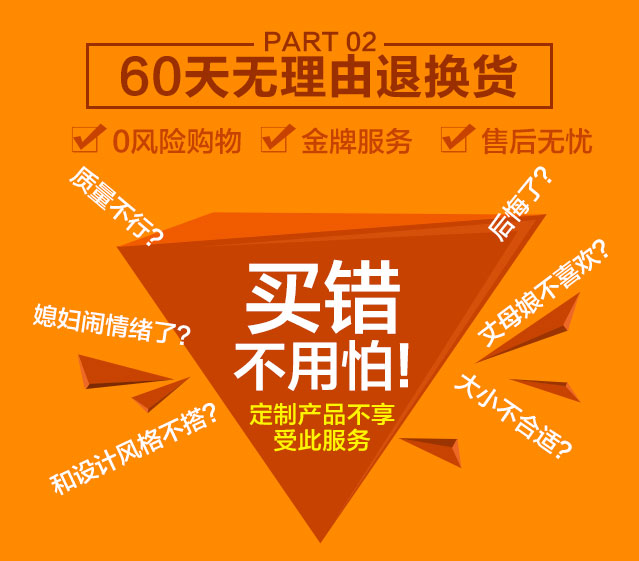 PART 02
60天无理由退换货
0风险购物 金牌服务 售后无忧
质量不行?
后悔了?
媳妇闹情绪了?
丈母娘不喜欢?
买错
不用怕!
定制产品不享
受此服务
和设计风格不搭?
大小不合适?